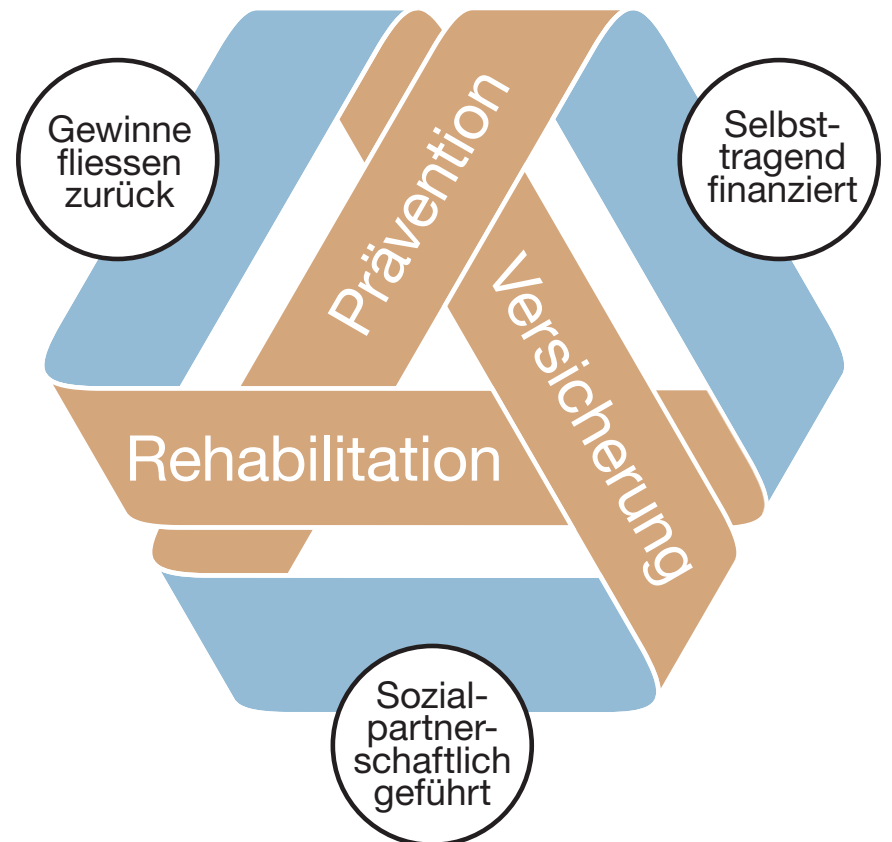 Gewinne
fliessen
zurück
Prävention
Selbst-
tragend
finanziert
Versicherung
Rehabilitation
Sozial-
partner-
schaftlich
geführt